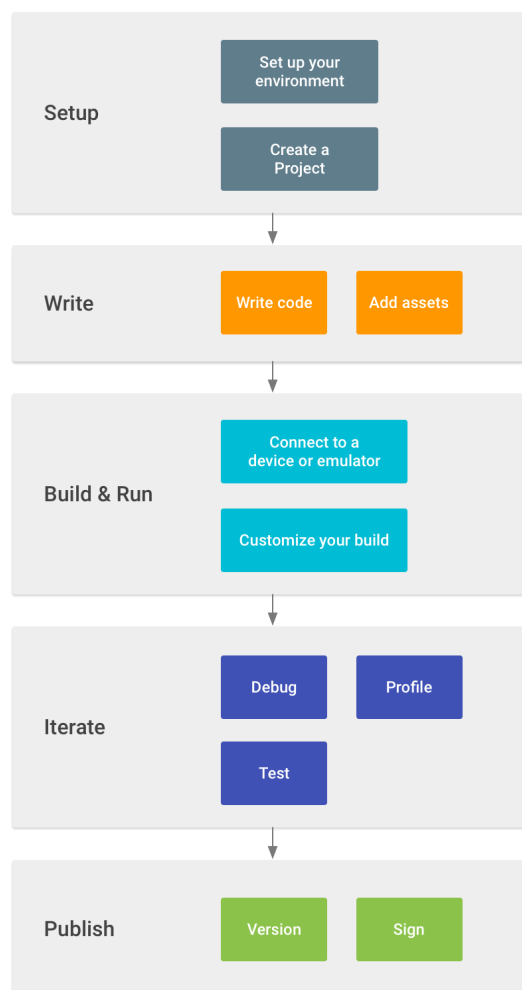 Setup
Set up your
environment
Create a
Project
Write
Write code
Add assets
Build & Run
Connect to a
device or emulator
Customize your build
Iterate
Debug
Profile
Test
Publish
Version
Sign